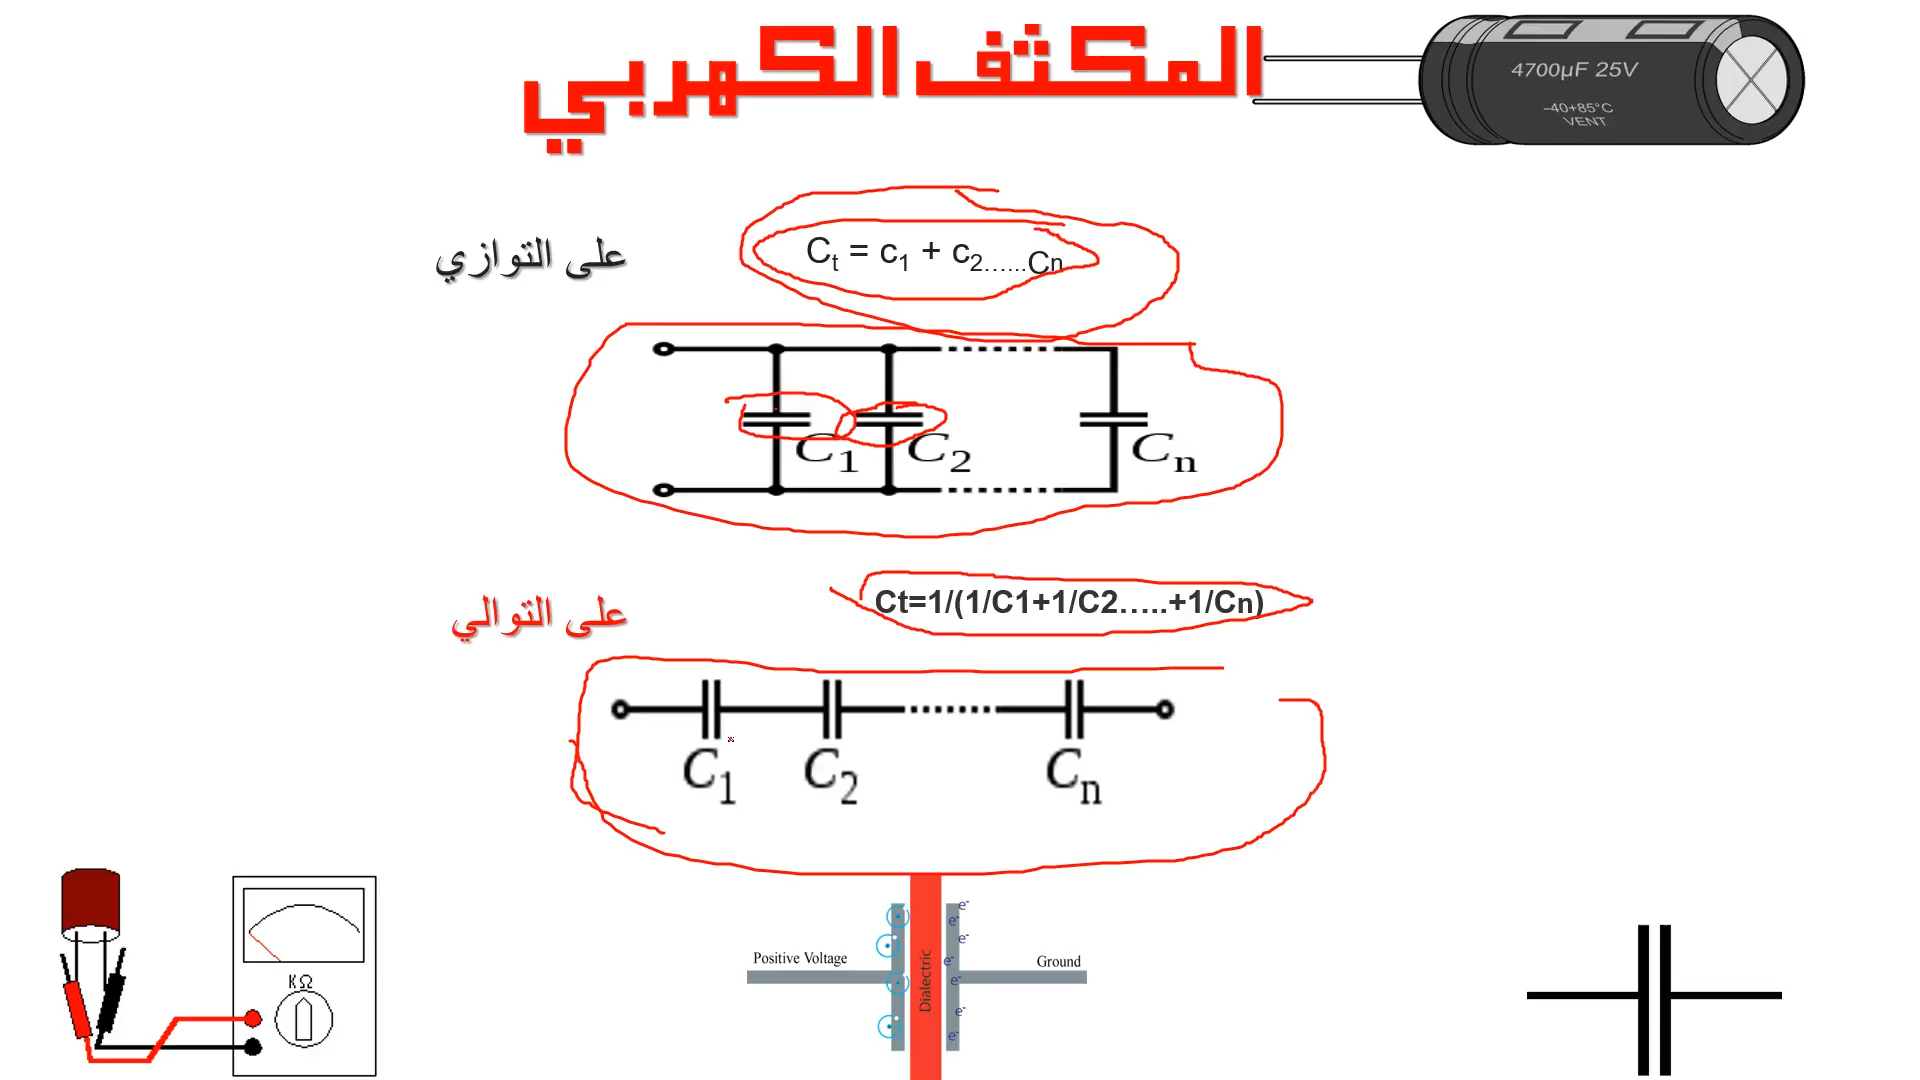 المكثف الكهربي
4700µF 25V
-40+85°C
VENT
على التوازي
Ct = c1 + c2......Cn
C1
C2
Cn
على التوالي
Ct=1/(1/C1+1/C2.....+1/Cn)
C1
C2
Cn
KΩ
Positive Voltage
Dialectric
Ground
e-
e-
e-
e-
e-
e-
e-